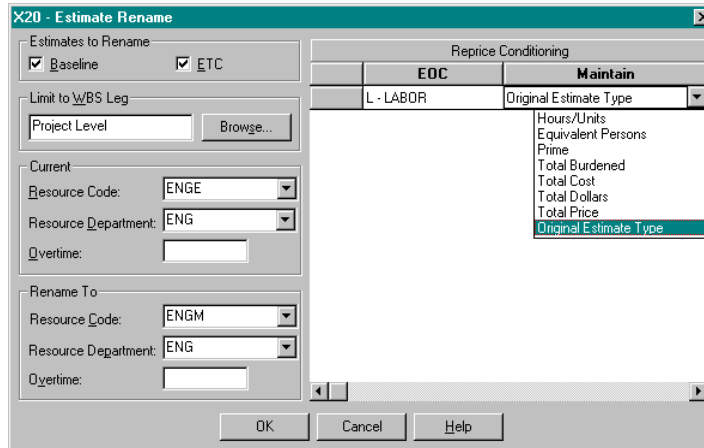 X20 - Estimate Rename
Estimates to Rename
Baseline
ETC
Limit to WBS Leg
Project Level
Browse...
Current
Resource Code:
ENGE
Resource Department:
ENG
Overtime:
Rename To
Resource Code:
ENGM
Resource Department:
ENG
Overtime:
Reprice Conditioning
EOC
Maintain
L - LABOR
Original Estimate Type
Hours/Units
Equivalent Persons
Prime
Total Burdened
Total Cost
Total Dollars
Total Price
Original Estimate Type
OK
Cancel
Help